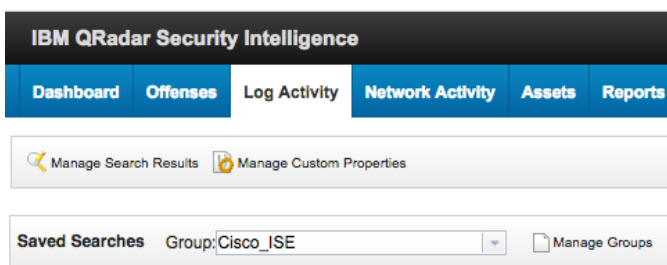 IBM QRadar Security Intelligence
Dashboard Offenses Log Activity Network Activity Assets Reports
Manage Search Results Manage Custom Properties
Saved Searches Group:Cisco_ISE Manage Groups